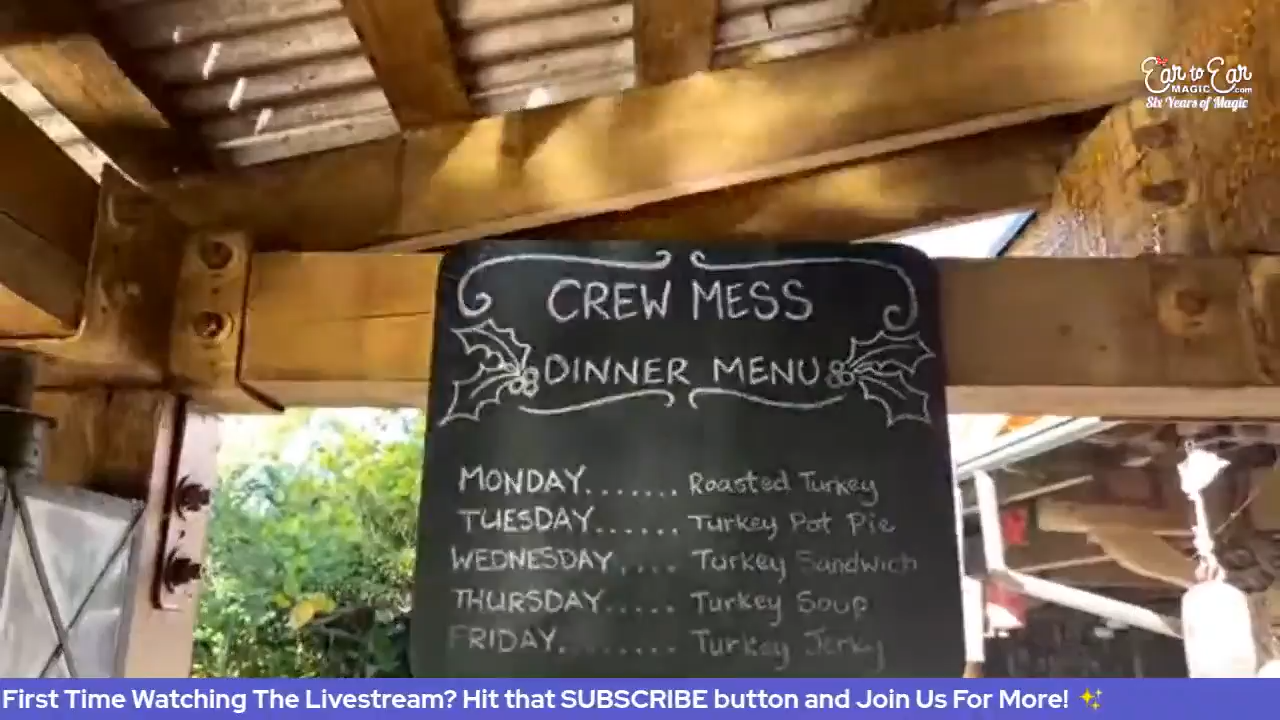 Ear to Ear
MAGIC.com
Six Years of Magic
CREW MESS
DINNER MENU
MONDAY....... Roasted Turkey
TUESDAY...... Turkey Pot Pie
WEDNESDAY.... Turkey Sandwich
THURSDAY..... Turkey Soup
FRIDAY........ Turkey Jerky
First Time Watching The Livestream? Hit that SUBSCRIBE button and Join Us For More! ✨